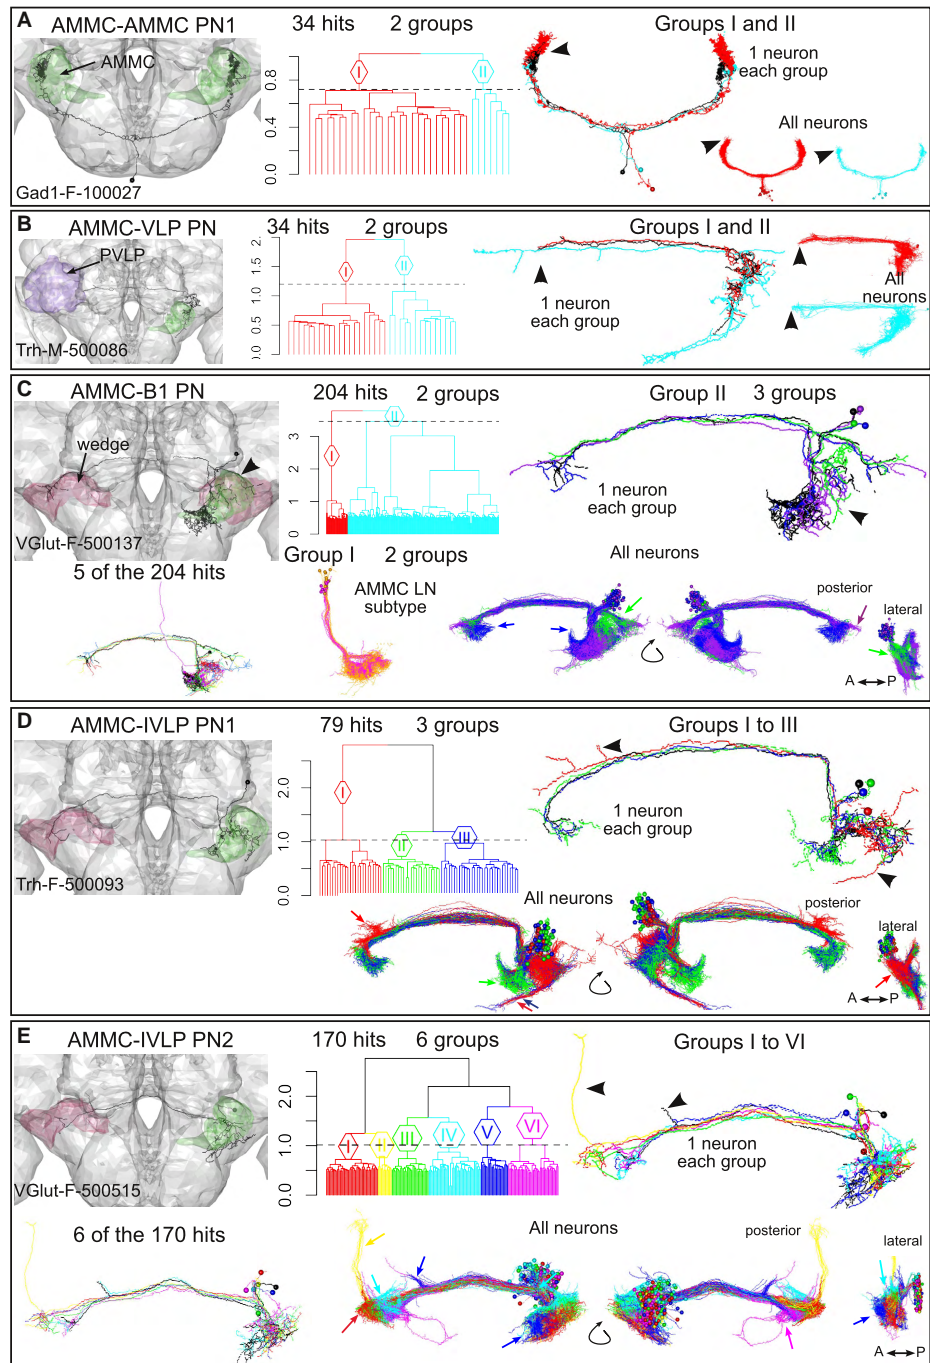 A
AMMC-AMMC PN1
34 hits 2 groups
Groups I and II
AMMC
Gad1-F-100027
0.8
0.4
0.0
I
II
1 neuron
each group
All neurons
B
AMMC-VLP PN
34 hits 2 groups
Groups I and II
PVLP
Trh-M-500086
2.
1.5
1.0
0.5
0.0
I
II
1 neuron
each group
All
neurons
C
AMMC-B1 PN
204 hits 2 groups
Group II 3 groups
wedge
VGlut-F-500137
3
2
1
0
I
II
1 neuron
each group
5 of the 204 hits
Group I 2 groups
AMMC LN
subtype
All neurons
posterior
lateral
A P
D
AMMC-IVLP PN1
79 hits 3 groups
Groups I to III
Trh-F-500093
2.0
1.0
0.0
I
II
III
1 neuron
each group
All neurons
posterior
lateral
A P
E
AMMC-IVLP PN2
170 hits 6 groups
Groups I to VI
VGlut-F-500515
2.0
1.0
0.0
I
II
III
IV
V
VI
1 neuron
each group
6 of the 170 hits
All neurons
posterior
lateral
A P